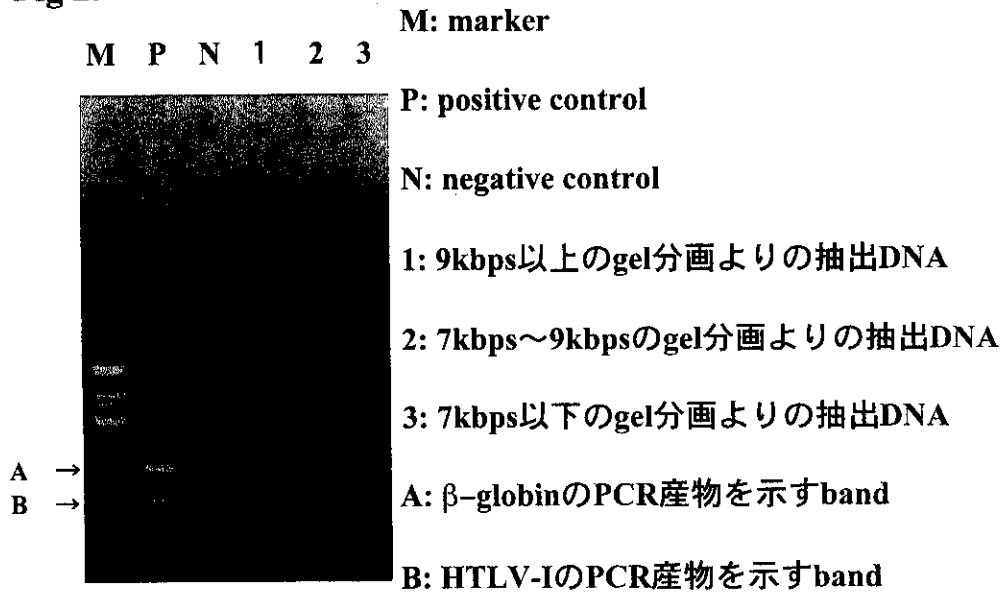 M: marker
M P N 1 2 3
P: positive control
N: negative control
1: 9kbps以上のgel分画よりの抽出DNA
2: 7kbps〜9kbpsのgel分画よりの抽出DNA
3: 7kbps以下のgel分画よりの抽出DNA
A →
B →
A: β–globinのPCR産物を示すband
B: HTLV-IのPCR産物を示すband